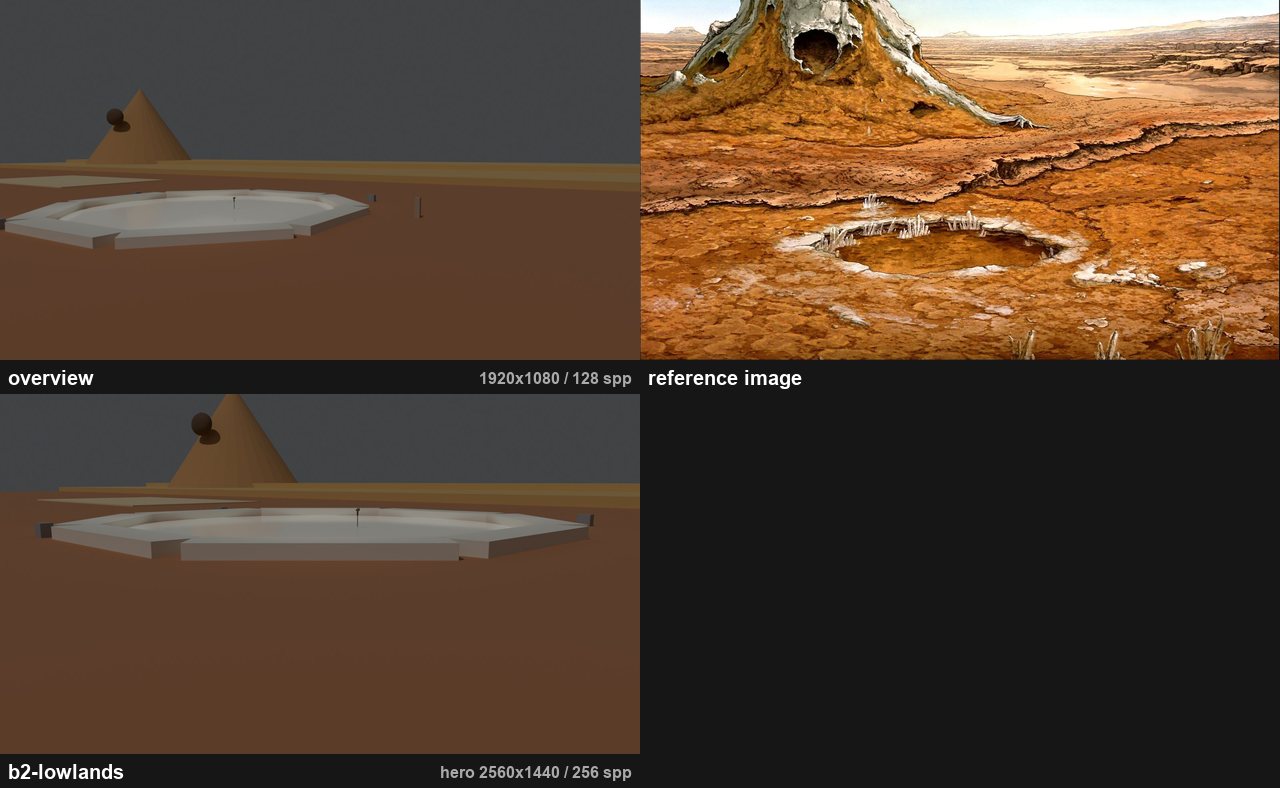 overview
1920x1080 / 128 spp
reference image
b2-lowlands
hero 2560x1440 / 256 spp